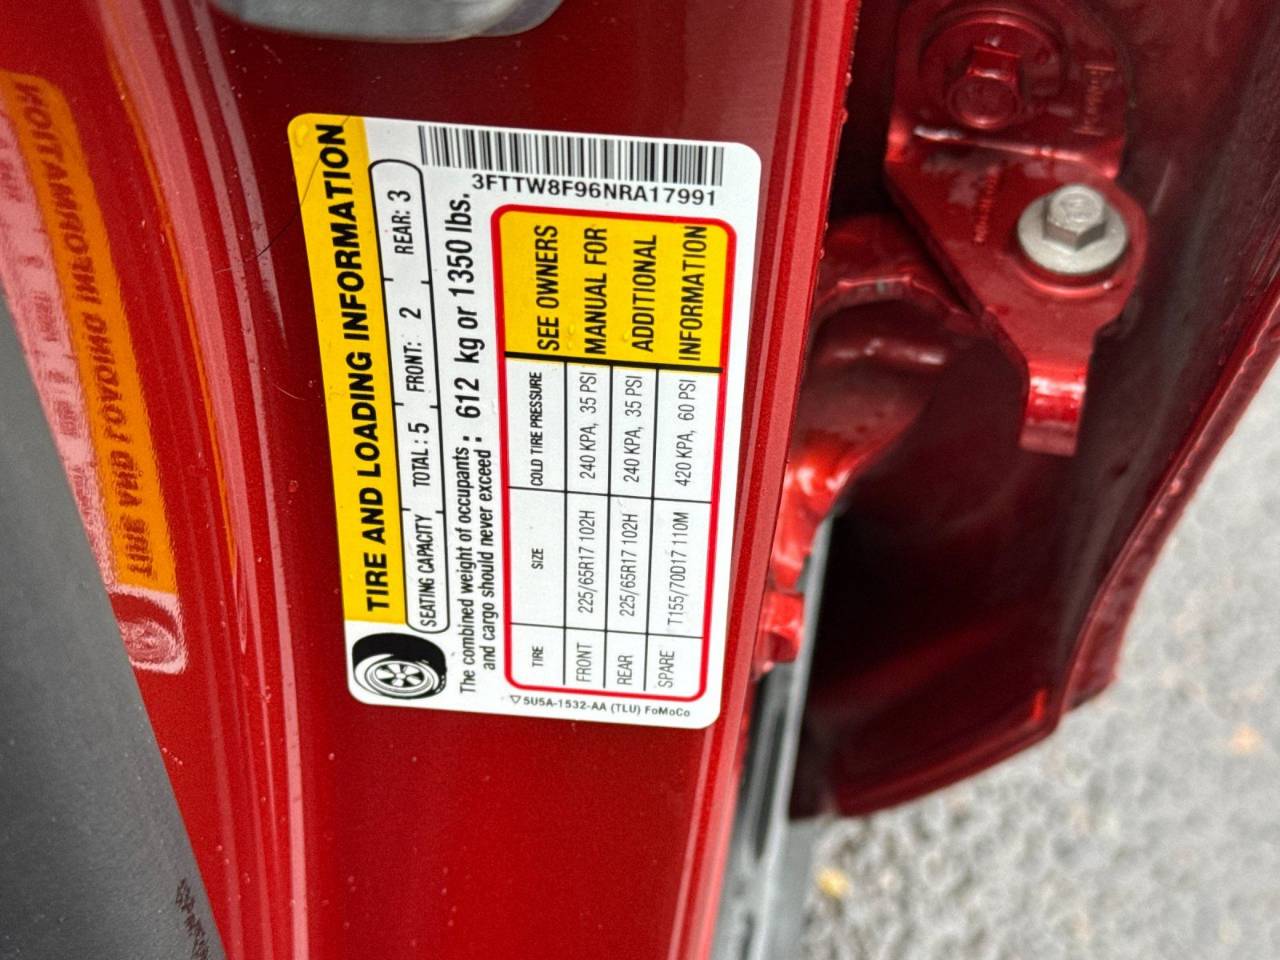 TIRE AND LOADING INFORMATION
SEATING CAPACITY TOTAL: 5 FRONT: 2 REAR: 3
The combined weight of occupants
and cargo should never exceed : 612 kg or 1350 lbs.
3FTTW8F96NRA17991
TIRE SIZE COLD TIRE PRESSURE
FRONT 225/65R17 102H 240 KPA, 35 PSI
REAR 225/65R17 102H 240 KPA, 35 PSI
SPARE T155/70D17 110M 420 KPA, 60 PSI
SEE OWNERS
MANUAL FOR
ADDITIONAL
INFORMATION
5U5A-1532-AA (TLU) FoMoCo